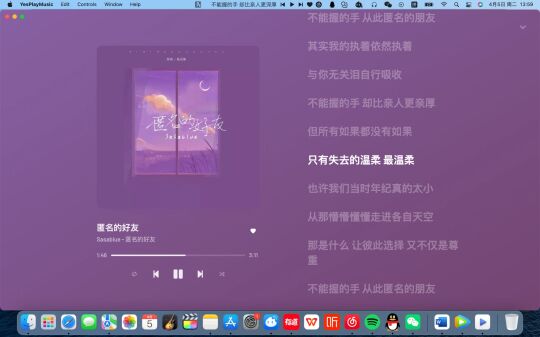 YesPlayMusic Edit Controls Window Help
不能握的手 却比亲人更深厚
4月5日 周二 13:59
不能握的手 从此匿名的朋友
其实我的执着依然执着
与你无关泪自行吸收
不能握的手 却比亲人更亲厚
但所有如果都没有如果
只有失去的温柔 最温柔
也许我们当时年纪真的太小
从那懵懵懂懂走进各自天空
那是什么 让彼此选择 又不仅是尊
重
不能握的手 从此匿名的朋友
匿名的好友
Sasablue
匿名的好友
Sasablue - 匿名的好友
1:46
3:11
5
有道
W
听
W